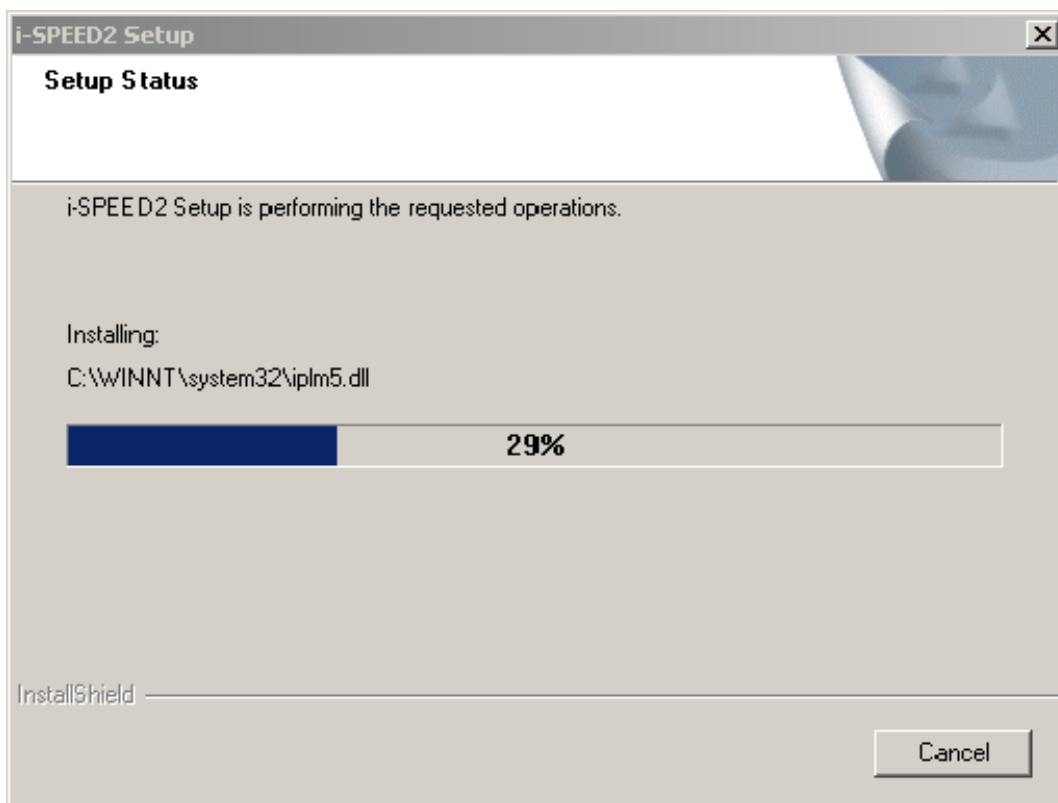 i-SPEED2 Setup
Setup Status
i-SPEED2 Setup is performing the requested operations.
Installing:
C:\WINNT\system32\iplm5.dll
29%
InstallShield
Cancel